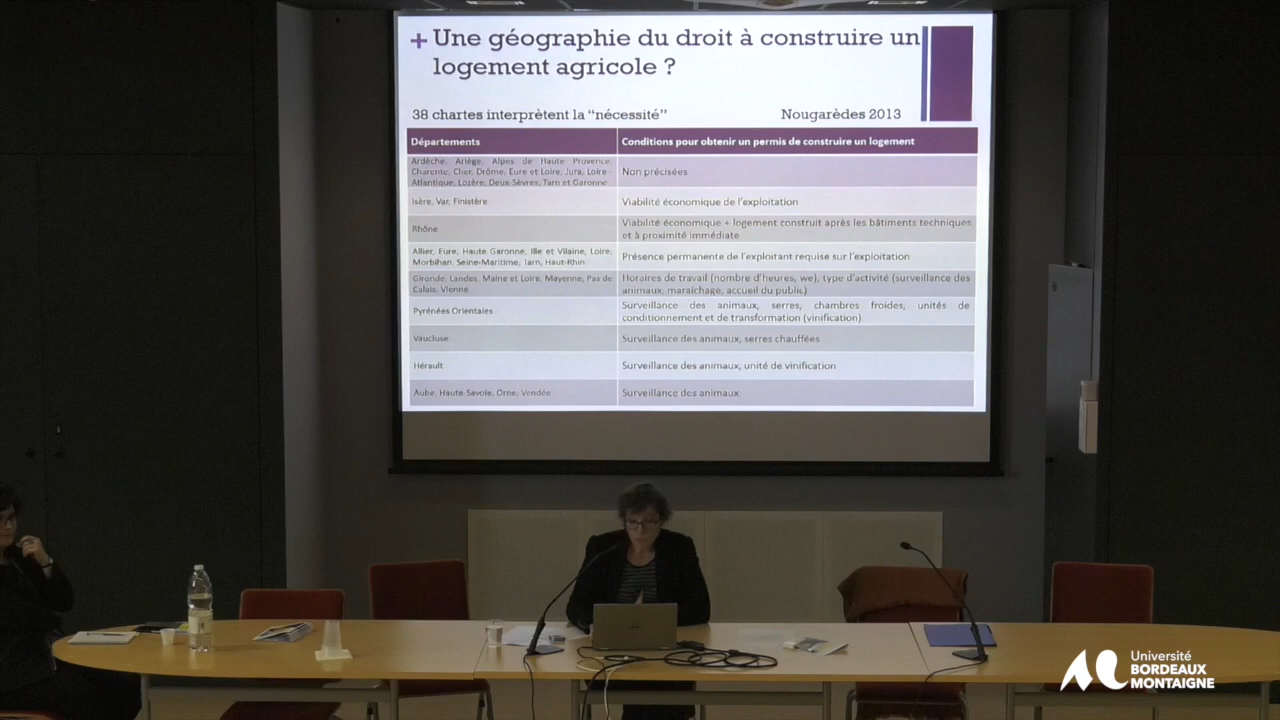 + Une géographie du droit à construire un
logement agricole ?
38 chartes interprètent la “nécessité” Nougarèdes 2013
Départements Conditions pour obtenir un permis de construire un logement
Ardèche, Ariège, Alpes de Haute Provence,
Charente, Cher, Drôme, Eure et Loire, Jura, Loire -
Atlantique, Lozère, Deux-Sèvres, Tarn et Garonne
Non précisées
Isère, Var, Finistère
Viabilité économique de l’exploitation
Rhône
Viabilité économique + logement construit après les bâtiments techniques
et à proximité immédiate
Allier, Eure, Haute Garonne, Ille et Vilaine, Loire,
Morbihan, Seine-Maritime, Tarn, Haut-Rhin
Présence permanente de l’exploitant requise sur l’exploitation
Gironde, Landes, Maine et Loire, Mayenne, Pas de
Calais, Vienne
Horaires de travail (nombre d’heures, we), type d’activité (surveillance des
animaux, maraîchage, accueil du public)
Pyrénées Orientales
Surveillance des animaux, serres, chambres froides, unités de
conditionnement et de transformation (vinification)
Vaucluse
Surveillance des animaux, serres chauffées
Hérault
Surveillance des animaux, unité de vinification
Aube, Haute-Savoie, Orne, Vendée
Surveillance des animaux
Université
BORDEAUX
MONTAIGNE